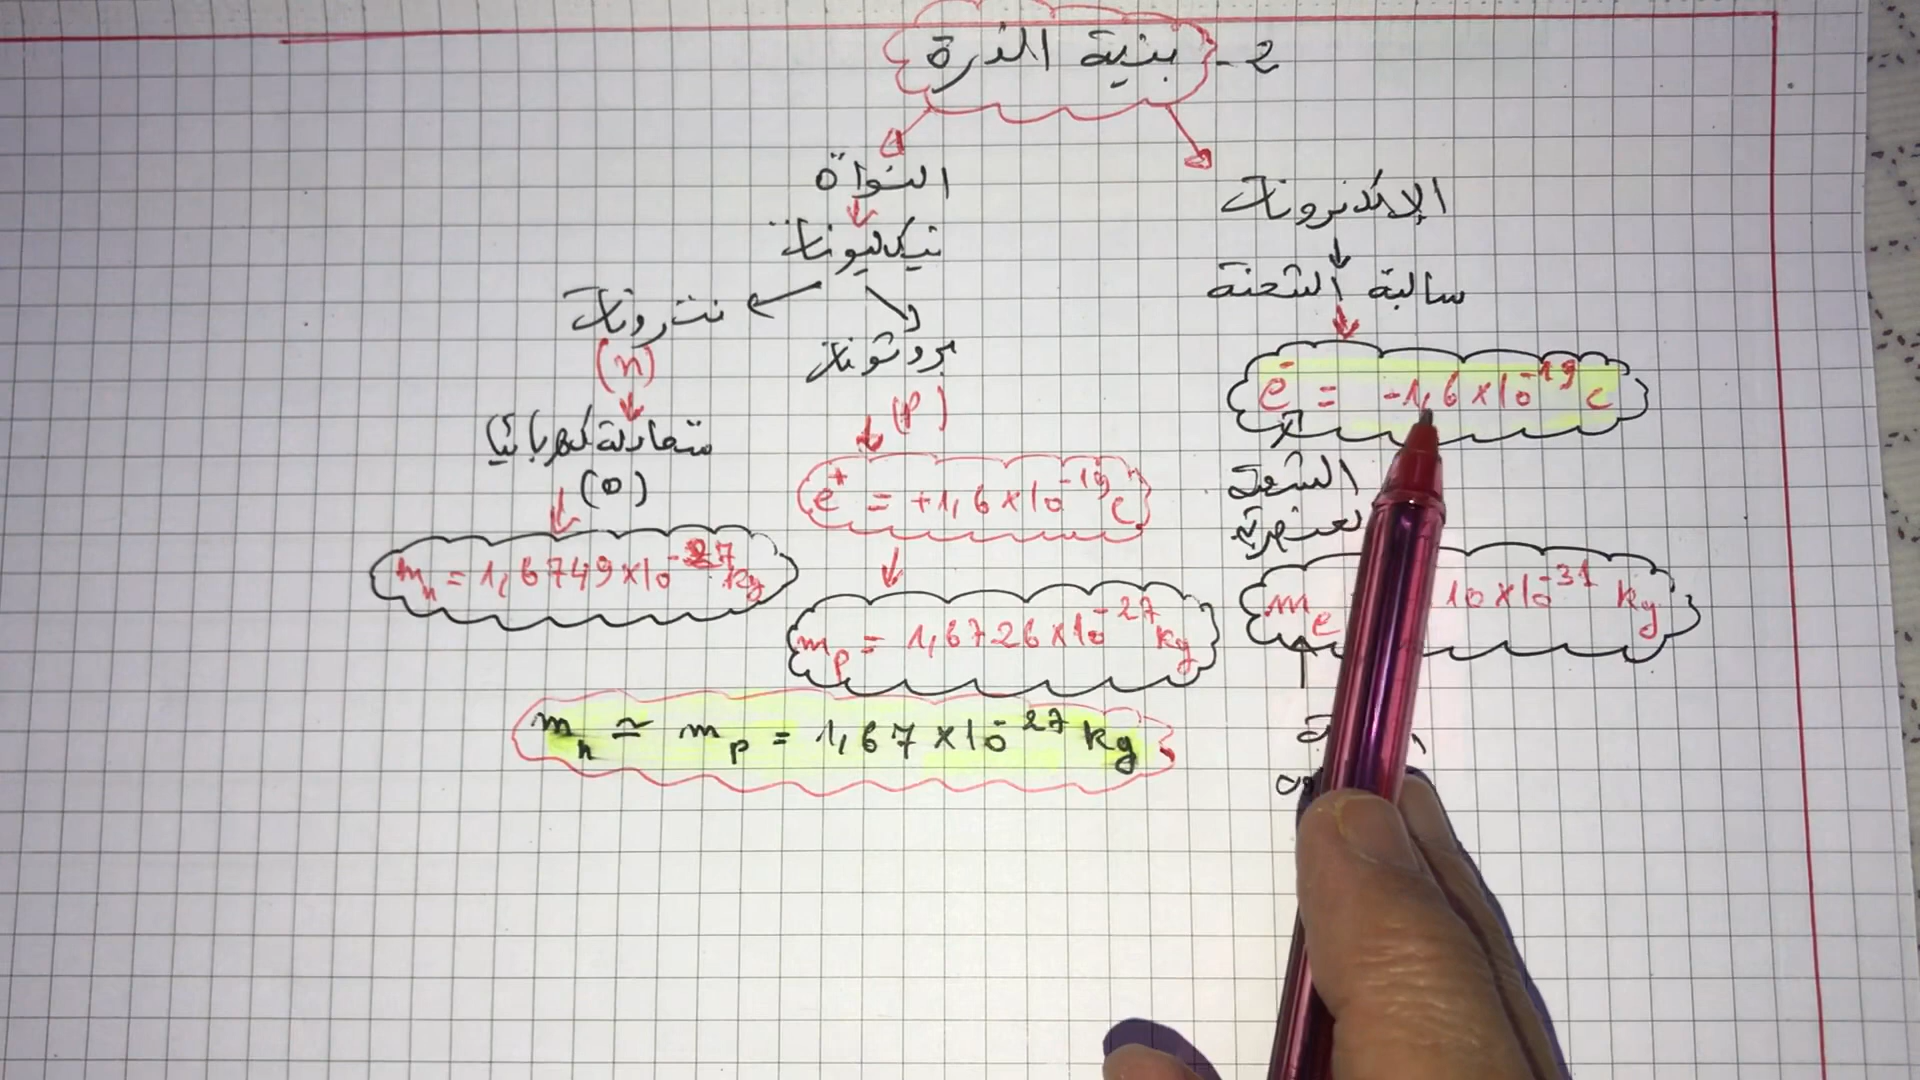 2- بنية الذرة
الإلكترونات
سالبة الشحنة
e⁻ = -1,6 × 10⁻¹⁹ c
الشحنة
mₑ 10 × 10⁻³¹ kg
النواة
نيكليونات
بروتونات
(p)
e⁺ = +1,6 × 10⁻¹⁹ c
mₚ = 1,6726 × 10⁻²⁷ kg
نترونات
(n)
متعادلة كهربائيا
(0)
mₙ = 1,6749 × 10⁻²⁷ kg
mₙ ≃ mₚ = 1,67 × 10⁻²⁷ kg